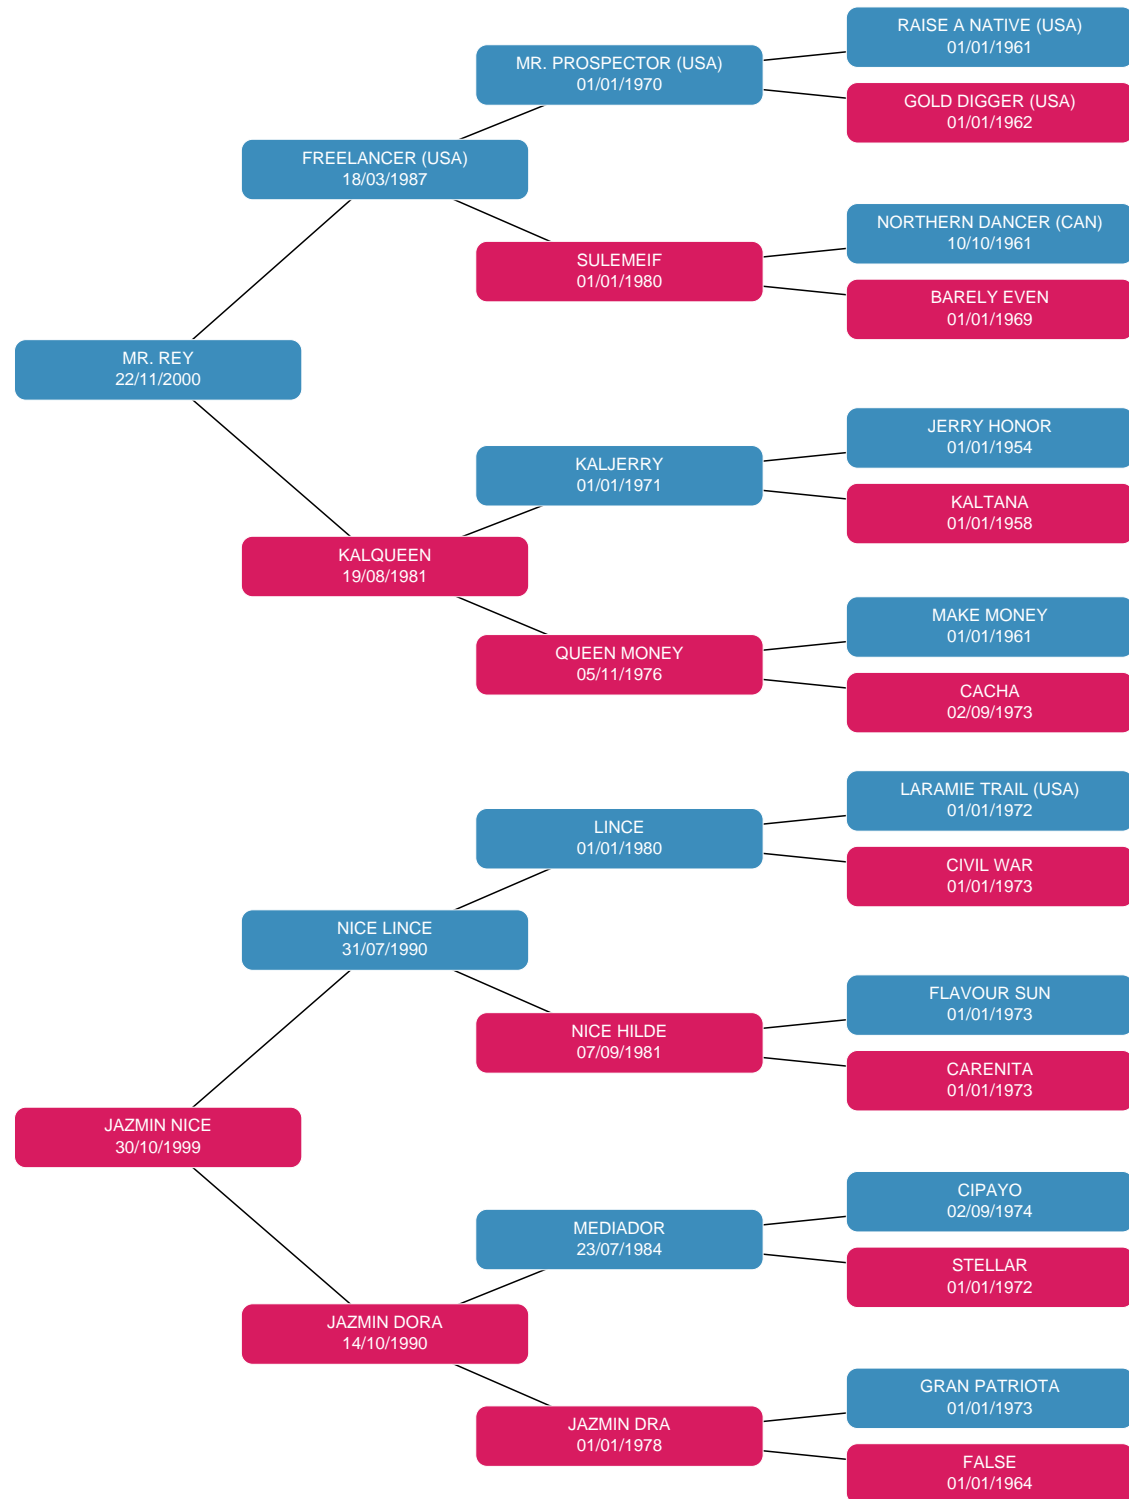 RAISE A NATIVE (USA)
01/01/1961
MR. PROSPECTOR (USA)
01/01/1970
GOLD DIGGER (USA)
01/01/1962
FREELANCER (USA)
18/03/1987
NORTHERN DANCER (CAN)
10/10/1961
SULEMEIF
01/01/1980
BARELY EVEN
01/01/1969
MR. REY
22/11/2000
JERRY HONOR
01/01/1954
KALJERRY
01/01/1971
KALTANA
01/01/1958
KALQUEEN
19/08/1981
MAKE MONEY
01/01/1961
QUEEN MONEY
05/11/1976
CACHA
02/09/1973
LARAMIE TRAIL (USA)
01/01/1972
LINCE
01/01/1980
CIVIL WAR
01/01/1973
NICE LINCE
31/07/1990
FLAVOUR SUN
01/01/1973
NICE HILDE
07/09/1981
CARENITA
01/01/1973
JAZMIN NICE
30/10/1999
CIPAYO
02/09/1974
MEDIADOR
23/07/1984
STELLAR
01/01/1972
JAZMIN DORA
14/10/1990
GRAN PATRIOTA
01/01/1973
JAZMIN DRA
01/01/1978
FALSE
01/01/1964